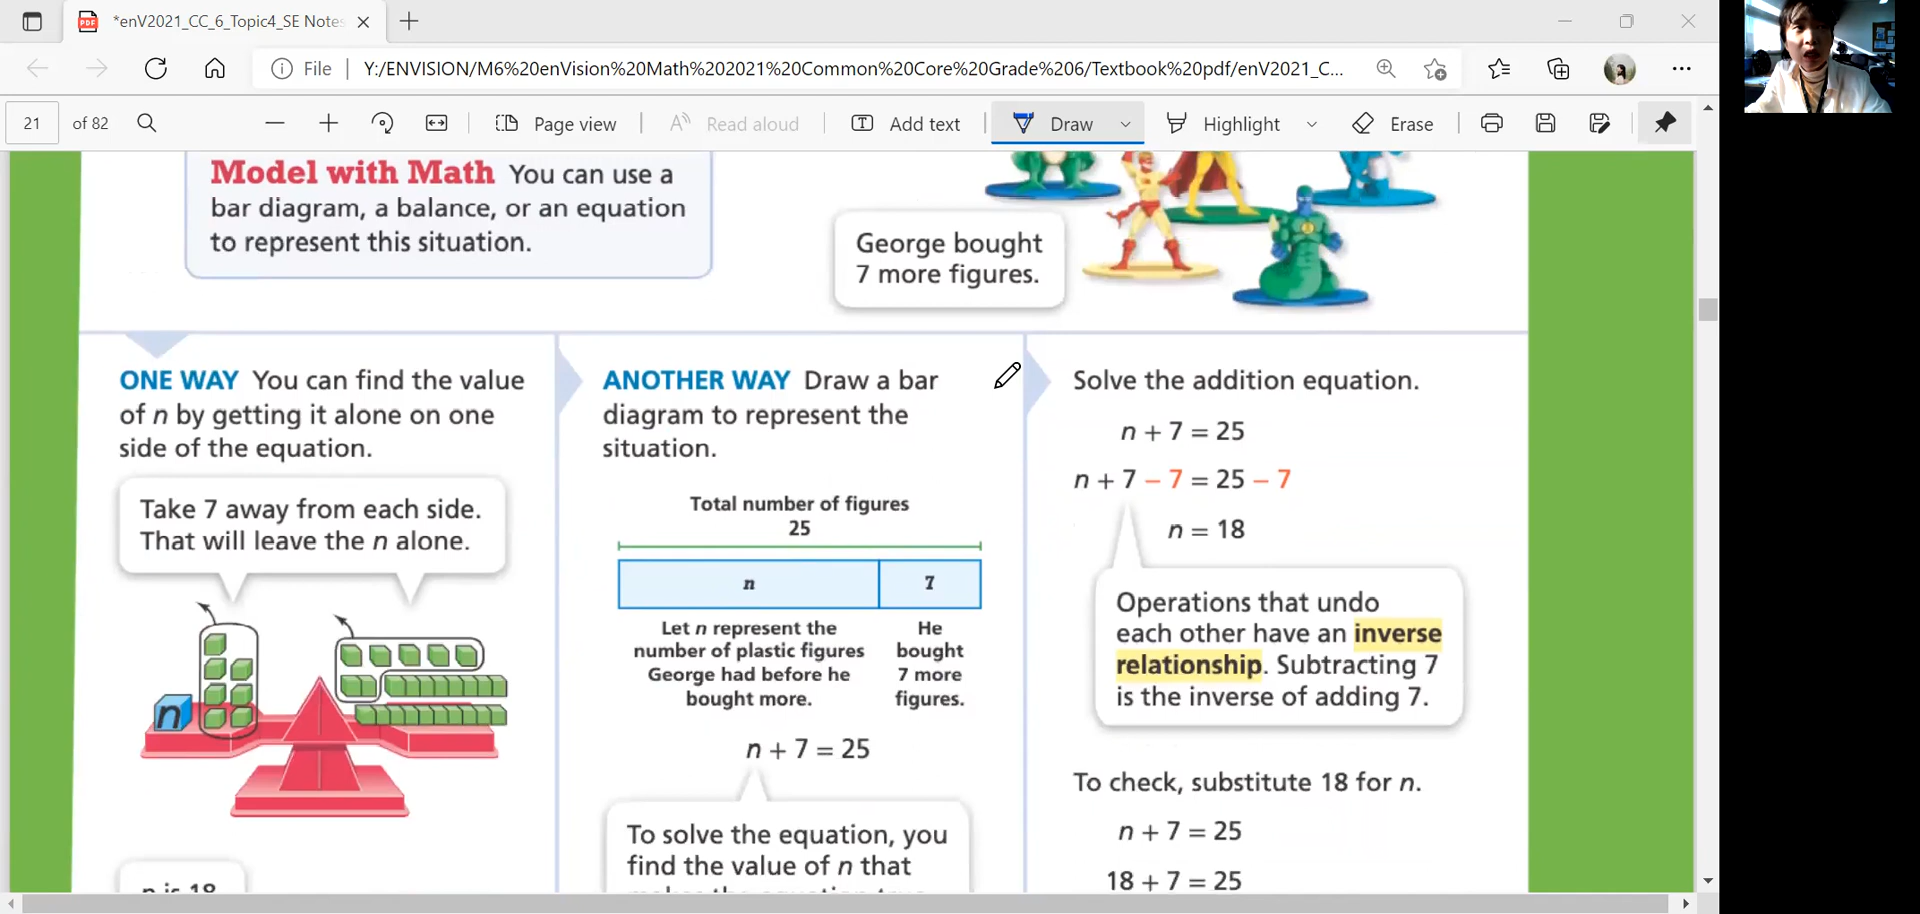 *enV2021_CC_6_Topic4_SE Notes
File
Y:/ENVISION/M6%20enVision%20Math%202021%20Common%20Core%20Grade%206/Textbook%20pdf/enV2021_C...
21 of 82
Page view
Read aloud
Add text
Draw
Highlight
Erase
Model with Math You can use a
bar diagram, a balance, or an equation
to represent this situation.
George bought
7 more figures.
ONE WAY You can find the value
of n by getting it alone on one
side of the equation.
Take 7 away from each side.
That will leave the n alone.
n
n is 18
ANOTHER WAY Draw a bar
diagram to represent the
situation.
Total number of figures
25
n 7
Let n represent the
number of plastic figures
George had before he
bought more.
He
bought
7 more
figures.
n + 7 = 25
To solve the equation, you
find the value of n that
Solve the addition equation.
n + 7 = 25
n + 7 – 7 = 25 – 7
n = 18
Operations that undo
each other have an inverse
relationship. Subtracting 7
is the inverse of adding 7.
To check, substitute 18 for n.
n + 7 = 25
18 + 7 = 25